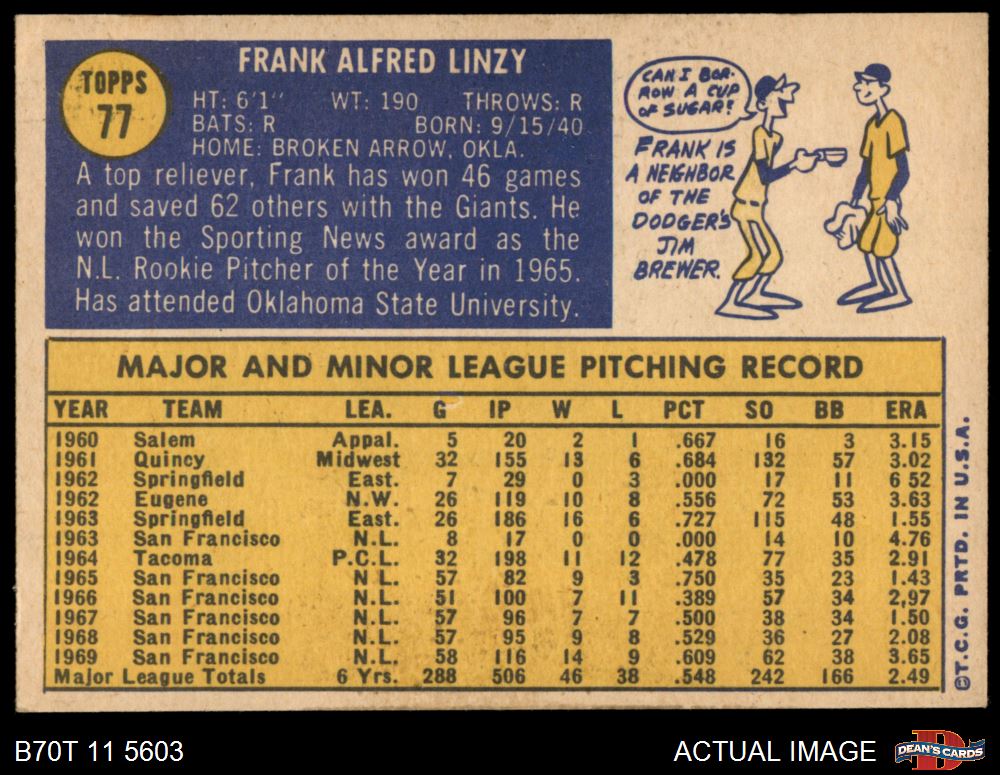 TOPPS
77
FRANK ALFRED LINZY
HT: 6'1" WT: 190 THROWS: R
BATS: R BORN: 9/15/40
HOME: BROKEN ARROW, OKLA.
A top reliever, Frank has won 46 games
and saved 62 others with the Giants. He
won the Sporting News award as the
N.L. Rookie Pitcher of the Year in 1965.
Has attended Oklahoma State University.
CAN I BOR-
ROW A CUP
OF SUGAR?
FRANK IS
A NEIGHBOR
OF THE
DODGER'S
JIM
BREWER.
MAJOR AND MINOR LEAGUE PITCHING RECORD
YEAR TEAM LEA. G IP W L PCT SO BB ERA
1960 Salem Appal. 5 20 2 1 .667 16 3 3.15
1961 Quincy Midwest 32 155 13 6 .684 132 57 3.02
1962 Springfield East. 7 29 0 3 .000 17 11 6 52
1962 Eugene N.W. 26 119 10 8 .556 72 53 3.63
1963 Springfield East. 26 186 16 6 .727 115 48 1.55
1963 San Francisco N.L. 8 17 0 0 .000 14 10 4.76
1964 Tacoma P.C.L. 32 198 11 12 .478 77 35 2.91
1965 San Francisco N L. 57 82 9 3 .750 35 23 1.43
1966 San Francisco N.L. 51 100 7 11 .389 57 34 2,97
1967 San Francisco N.L. 57 96 7 7 .500 38 34 1.50
1968 San Francisco N.L. 57 95 9 8 .529 36 27 2.08
1969 San Francisco N.L. 58 116 14 9 .609 62 38 3.65
Major League Totals 6 Yrs. 288 506 46 38 .548 242 166 2.49
©T.C.G. PRTD. IN U.S.A.
B70T 11 5603
ACTUAL IMAGE
DEAN'S CARDS